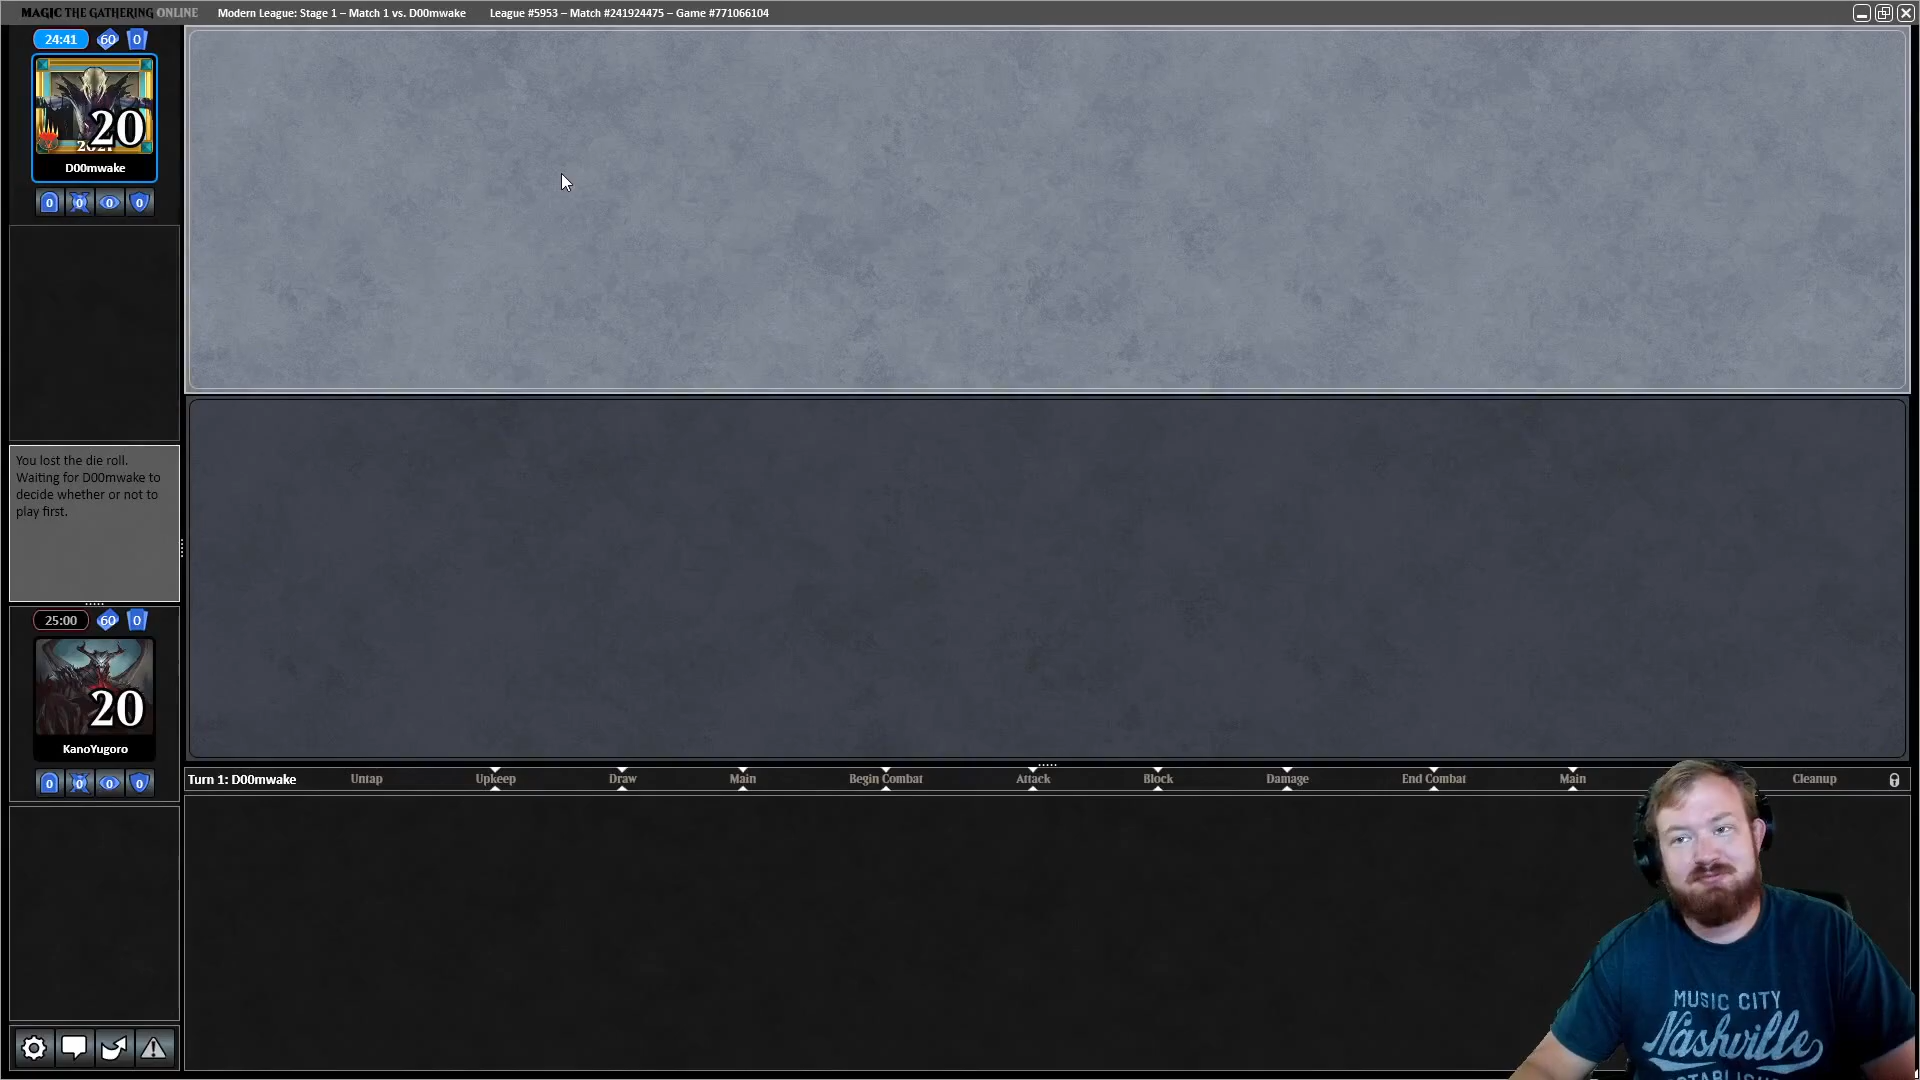 MAGIC THE GATHERING ONLINE
Modern League: Stage 1 – Match 1 vs. D00mwake
League #5953 – Match #241924475 – Game #771066104
24:41
60
0
20
D00mwake
0
0
0
0
You lost the die roll.
Waiting for D00mwake to
decide whether or not to
play first.
25:00
60
0
20
KanoYugoro
0
0
0
0
Turn 1: D00mwake
Untap
Upkeep
Draw
Main
Begin Combat
Attack
Block
Damage
End Combat
Main
Cleanup
MUSIC CITY
Nashville